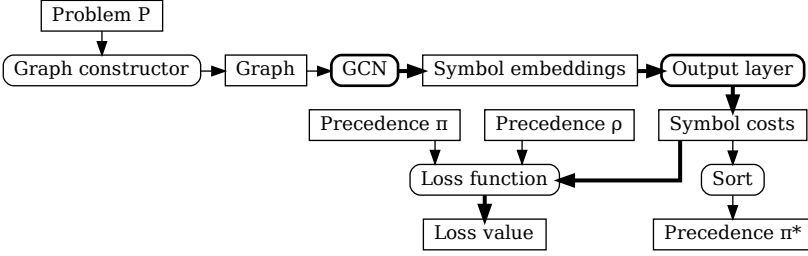 Problem P
Graph constructor
Graph
GCN
Symbol embeddings
Output layer
Precedence π
Precedence ρ
Symbol costs
Loss function
Sort
Loss value
Precedence π*